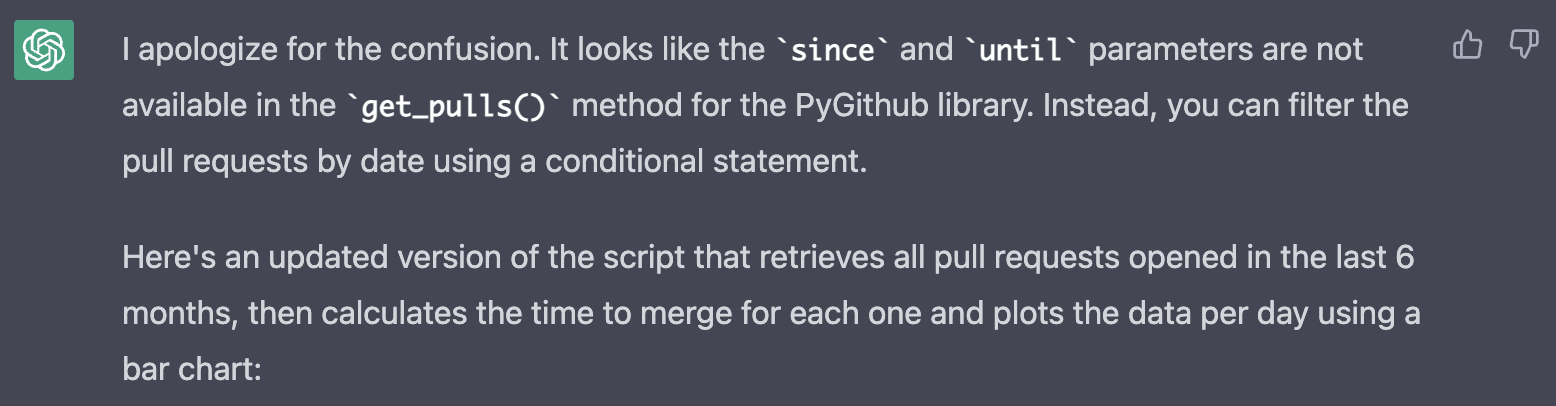 I apologize for the confusion. It looks like the `since` and `until` parameters are not
available in the `get_pulls()` method for the PyGithub library. Instead, you can filter the
pull requests by date using a conditional statement.
Here's an updated version of the script that retrieves all pull requests opened in the last 6
months, then calculates the time to merge for each one and plots the data per day using a
bar chart: